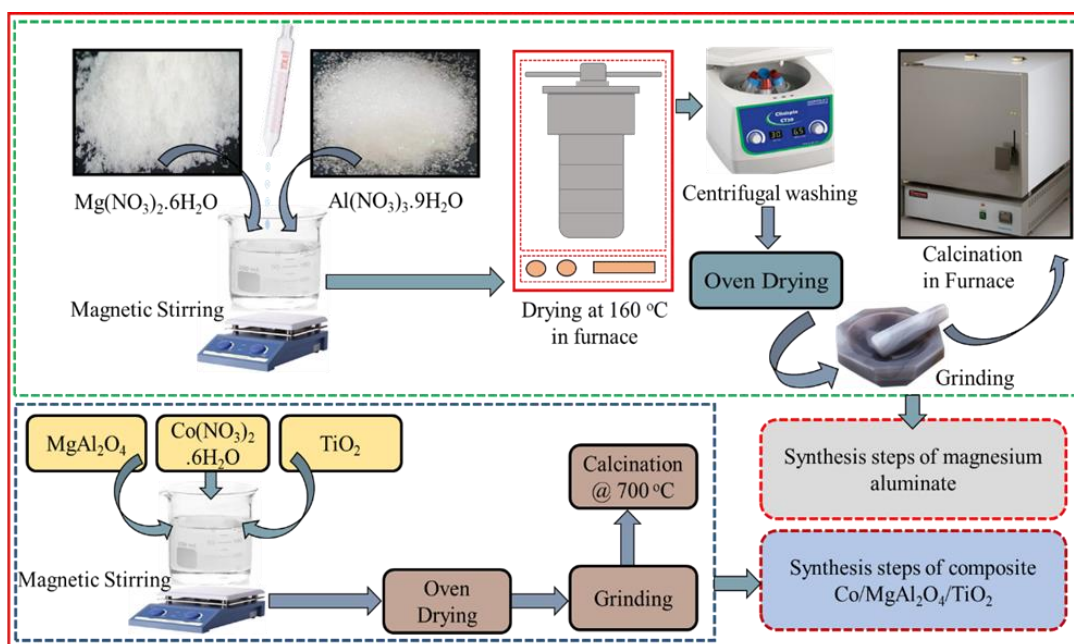 Mg(NO₃)₂.6H₂O
Al(NO₃)₃.9H₂O
Magnetic Stirring
Drying at 160 °C
in furnace
Centrifugal washing
Oven Drying
Grinding
Calcination
in Furnace
MgAl₂O₄
Co(NO₃)₂
.6H₂O
TiO₂
Magnetic Stirring
Oven
Drying
Grinding
Calcination
@ 700 °C
Synthesis steps of magnesium
aluminate
Synthesis steps of composite
Co/MgAl₂O₄/TiO₂